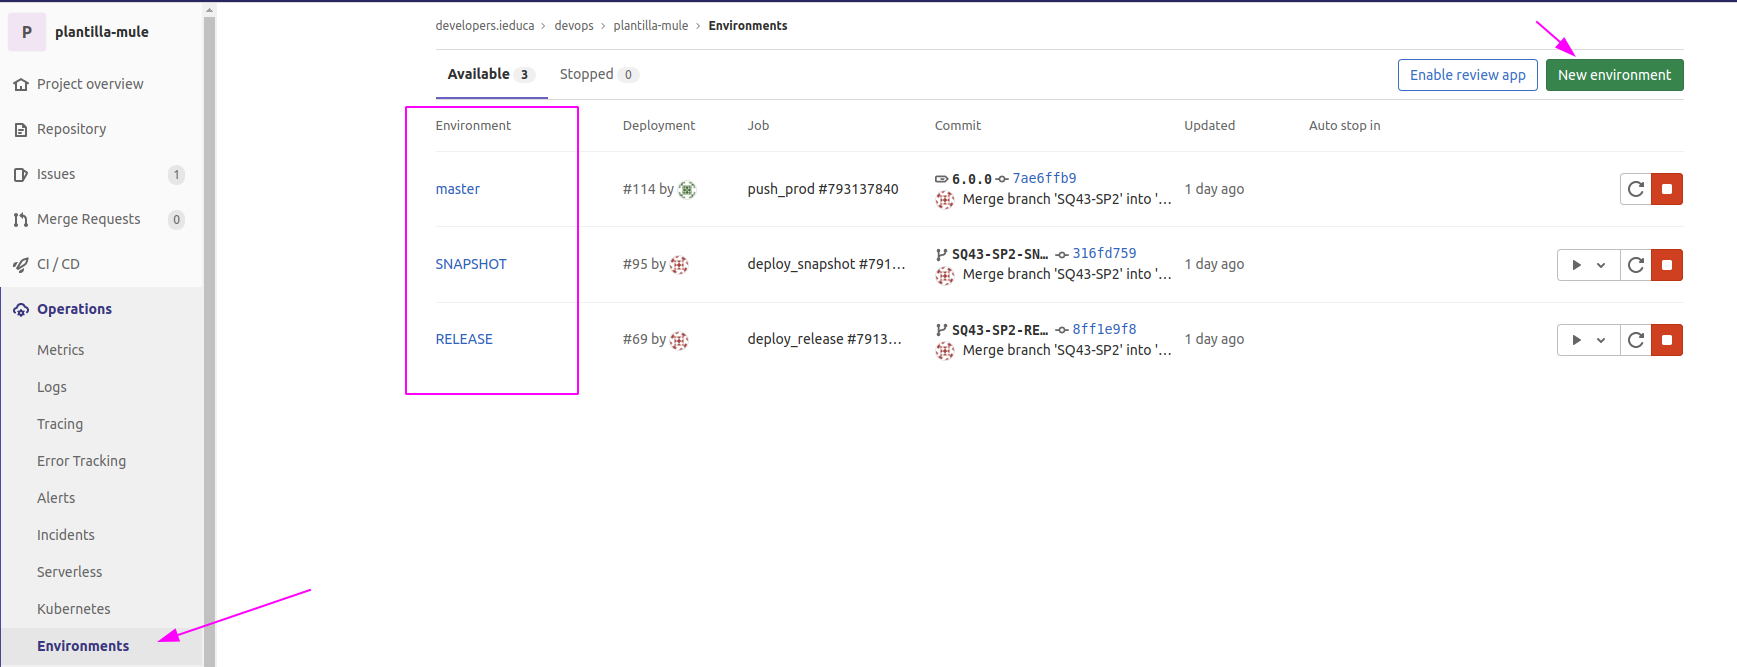 P plantilla-mule
Project overview
Repository
Issues 1
Merge Requests 0
CI / CD
Operations
Metrics
Logs
Tracing
Error Tracking
Alerts
Incidents
Serverless
Kubernetes
Environments
developers.ieduca › devops › plantilla-mule › Environments
Available 3 Stopped 0
Enable review app New environment
Environment Deployment Job Commit Updated Auto stop in
master #114 by push_prod #793137840 6.0.0 7ae6ffb9 1 day ago
Merge branch 'SQ43-SP2' into '...
SNAPSHOT #95 by deploy_snapshot #791... SQ43-SP2-SN... 316fd759 1 day ago
Merge branch 'SQ43-SP2' into '...
RELEASE #69 by deploy_release #7913... SQ43-SP2-RE... 8ff1e9f8 1 day ago
Merge branch 'SQ43-SP2' into '...